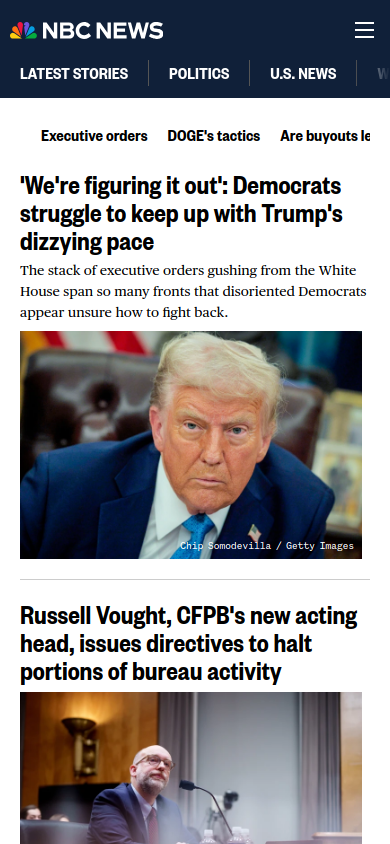 NBC NEWS
LATEST STORIES
POLITICS
U.S. NEWS
Executive orders
DOGE's tactics
Are buyouts
'We're figuring it out': Democrats
struggle to keep up with Trump's
dizzying pace
The stack of executive orders gushing from the White
House span so many fronts that disoriented Democrats
appear unsure how to fight back.
Chip Somodevilla / Getty Images
Russell Vought, CFPB's new acting
head, issues directives to halt
portions of bureau activity